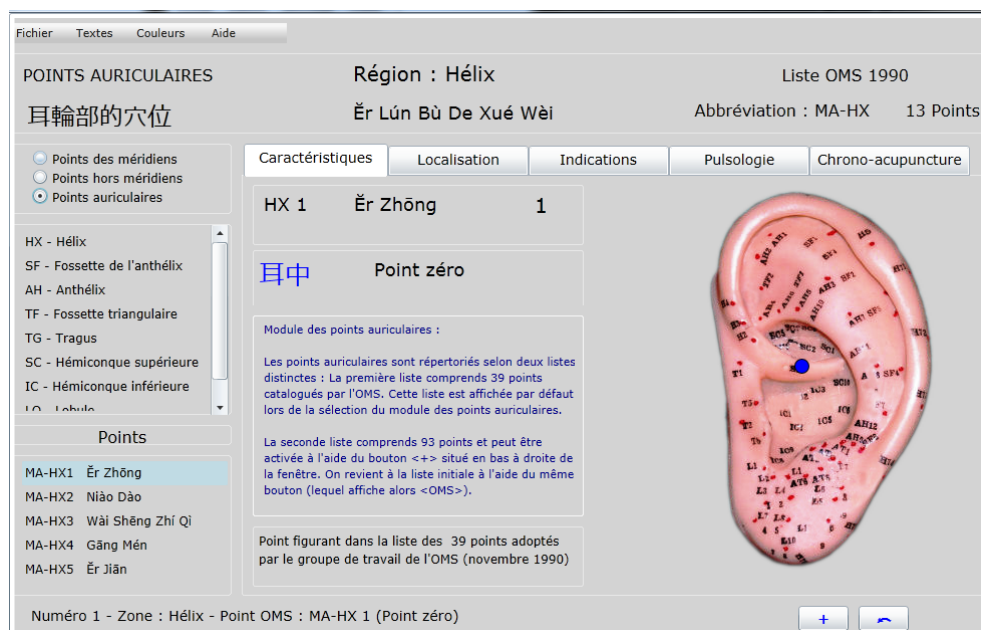 Fichier Textes Couleurs Aide
POINTS AURICULAIRES
Région : Hélix
Liste OMS 1990
耳輪部的穴位
Ĕr Lún Bù De Xué Wèi
Abbréviation : MA-HX 13 Points
Points des méridiens
Points hors méridiens
Points auriculaires
Caractéristiques Localisation Indications Pulsologie Chrono-acupuncture
HX - Hélix
SF - Fossette de l'anthélix
AH - Anthélix
TF - Fossette triangulaire
TG - Tragus
SC - Hémiconque supérieure
IC - Hémiconque inférieure
LO - Lobule
Points
MA-HX1 Ĕr Zhōng
MA-HX2 Niào Dào
MA-HX3 Wài Shēng Zhí Qì
MA-HX4 Gāng Mén
MA-HX5 Ĕr Jiān
HX 1 Ĕr Zhōng 1
耳中 Point zéro
Module des points auriculaires :
Les points auriculaires sont répertoriés selon deux listes
distinctes : La première liste comprends 39 points
catalogués par l'OMS. Cette liste est affichée par défaut
lors de la sélection du module des points auriculaires.
La seconde liste comprends 93 points et peut être
activée à l'aide du bouton <+> situé en bas à droite de
la fenêtre. On revient à la liste initiale à l'aide du même
bouton (lequel affiche alors <OMS>).
Point figurant dans la liste des 39 points adoptés
par le groupe de travail de l'OMS (novembre 1990)
Numéro 1 - Zone : Hélix - Point OMS : MA-HX 1 (Point zéro)
+